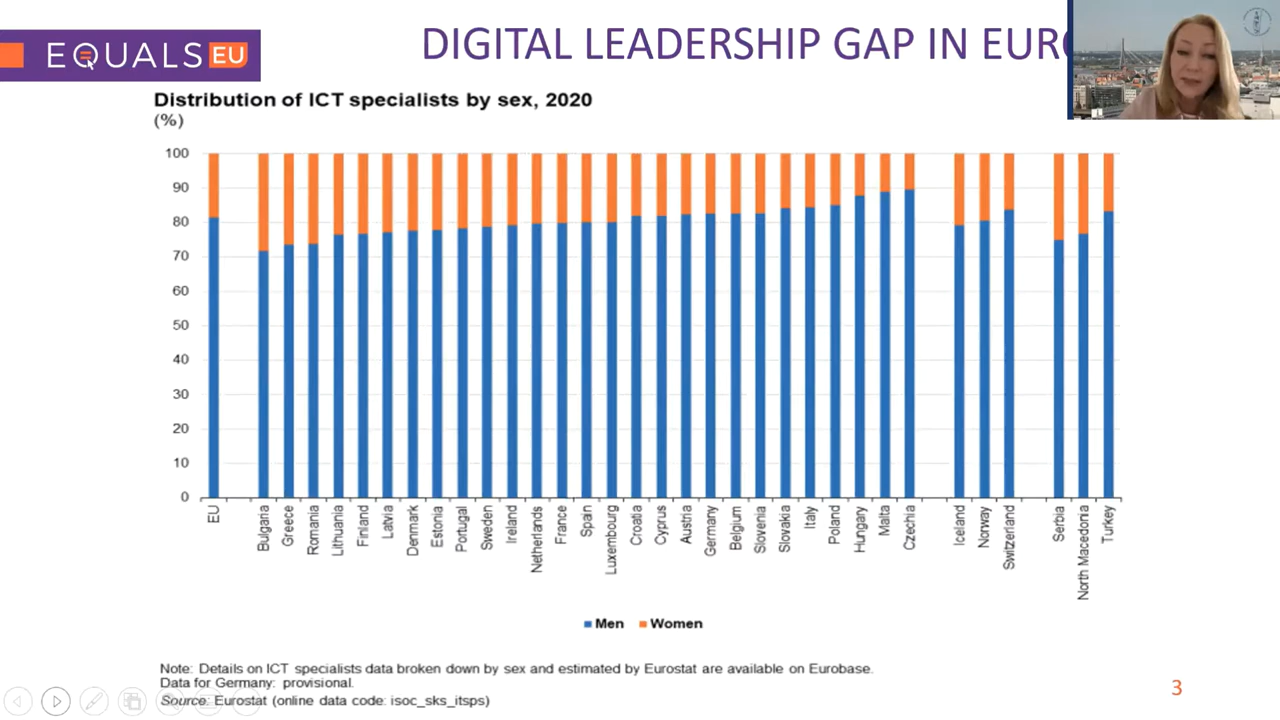 EQUALS EU
DIGITAL LEADERSHIP GAP IN EURO
Distribution of ICT specialists by sex, 2020
(%)
100
90
80
70
60
50
40
30
20
10
0
EU
Bulgaria
Greece
Romania
Lithuania
Finland
Latvia
Denmark
Estonia
Portugal
Sweden
Ireland
Netherlands
France
Spain
Luxembourg
Croatia
Cyprus
Austria
Germany
Belgium
Slovenia
Slovakia
Italy
Poland
Hungary
Malta
Czechia
Iceland
Norway
Switzerland
Serbia
North Macedonia
Turkey
Men Women
Note: Details on ICT specialists data broken down by sex and estimated by Eurostat are available on Eurobase.
Data for Germany: provisional.
Source: Eurostat (online data code: isoc_sks_itsps)
3